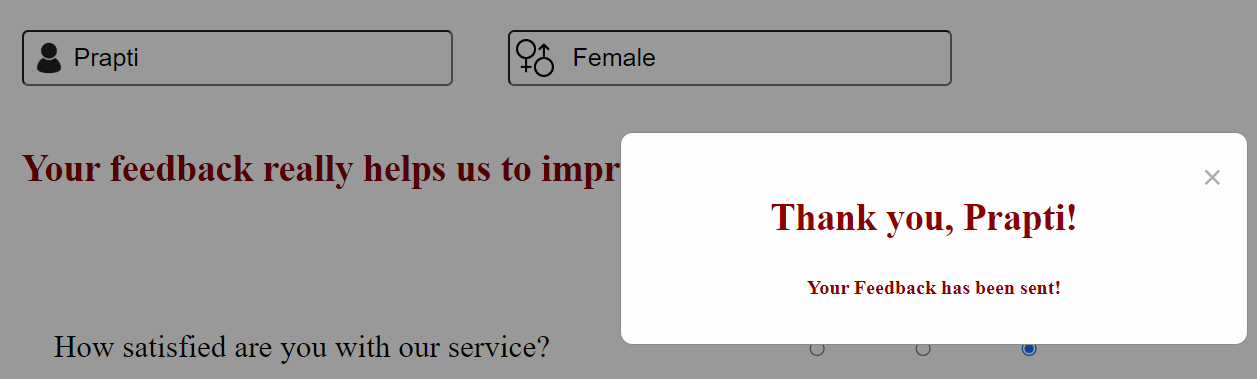 Prapti
Female
Your feedback really helps us to impr
Thank you, Prapti!
Your Feedback has been sent!
How satisfied are you with our service?